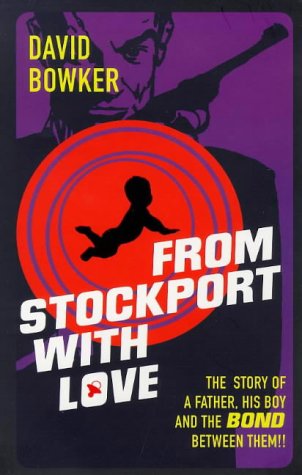 DAVID
BOWKER
FROM
STOCKPORT
WITH
LOVE
THE STORY OF
A FATHER, HIS BOY
AND THE BOND
BETWEEN THEM!!